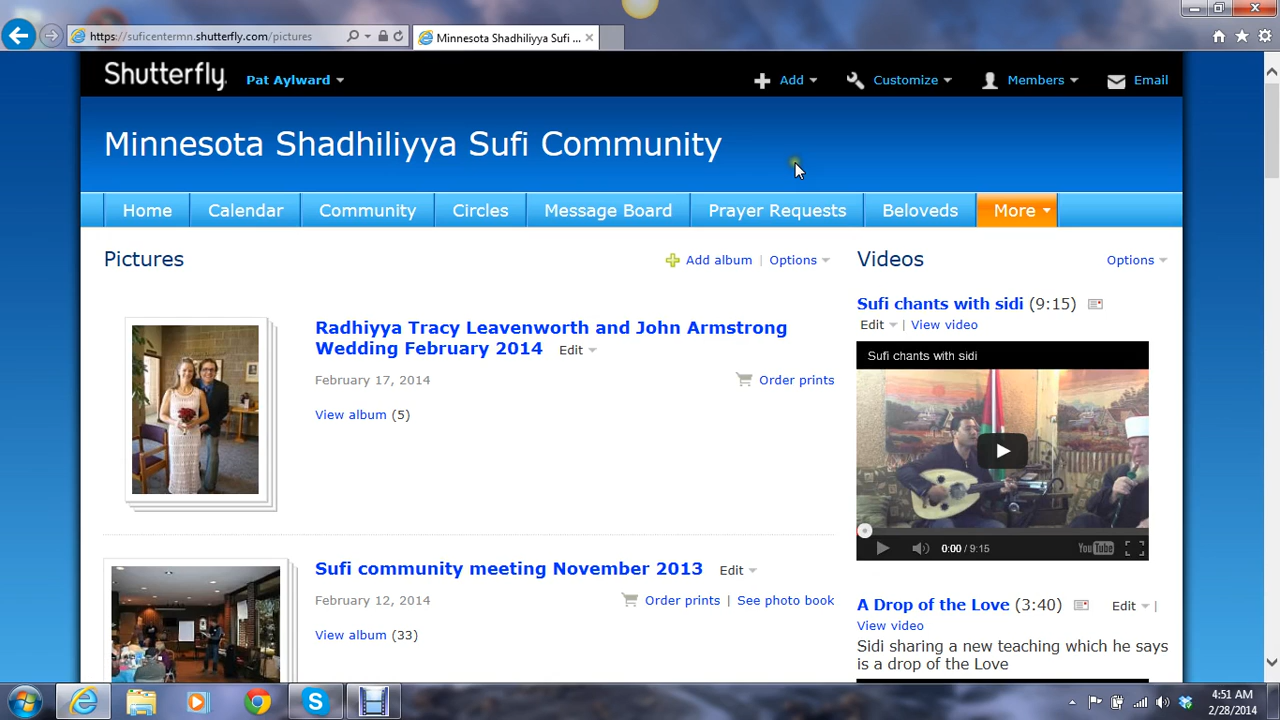 https://suficentermn.shutterfly.com/pictures
Minnesota Shadhiliyya Sufi ...
Shutterfly
Pat Aylward
Add
Customize
Members
Email
Minnesota Shadhiliyya Sufi Community
Home
Calendar
Community
Circles
Message Board
Prayer Requests
Beloveds
More
Pictures
Add album | Options
Radhiyya Tracy Leavenworth and John Armstrong
Wedding February 2014 Edit
February 17, 2014
Order prints
View album (5)
Sufi community meeting November 2013 Edit
February 12, 2014
Order prints | See photo book
View album (33)
Videos
Options
Sufi chants with sidi (9:15)
Edit | View video
Sufi chants with sidi
0:00 / 9:15
YouTube
A Drop of the Love (3:40) Edit |
View video
Sidi sharing a new teaching which he says
is a drop of the Love
4:51 AM
2/28/2014